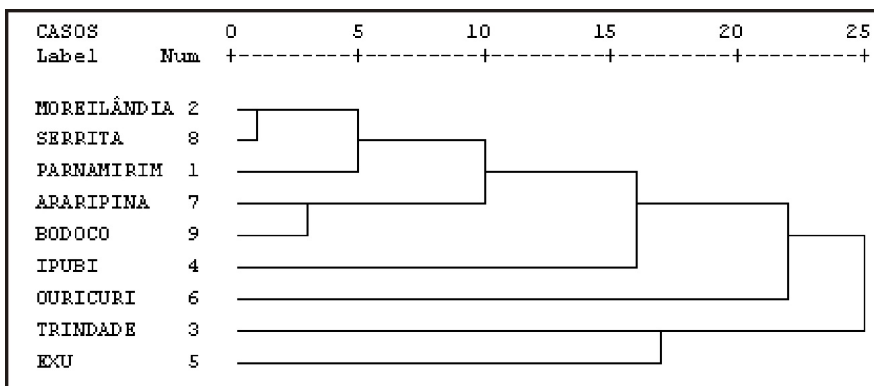 CASOS 0 5 10 15 20 25
Label Num +---------+---------+---------+---------+---------+
MOREILÂNDIA 2
SERRITA 8
PARNAMIRIM 1
ARARIPINA 7
BODOCO 9
IPUBI 4
OURICURI 6
TRINDADE 3
EXU 5